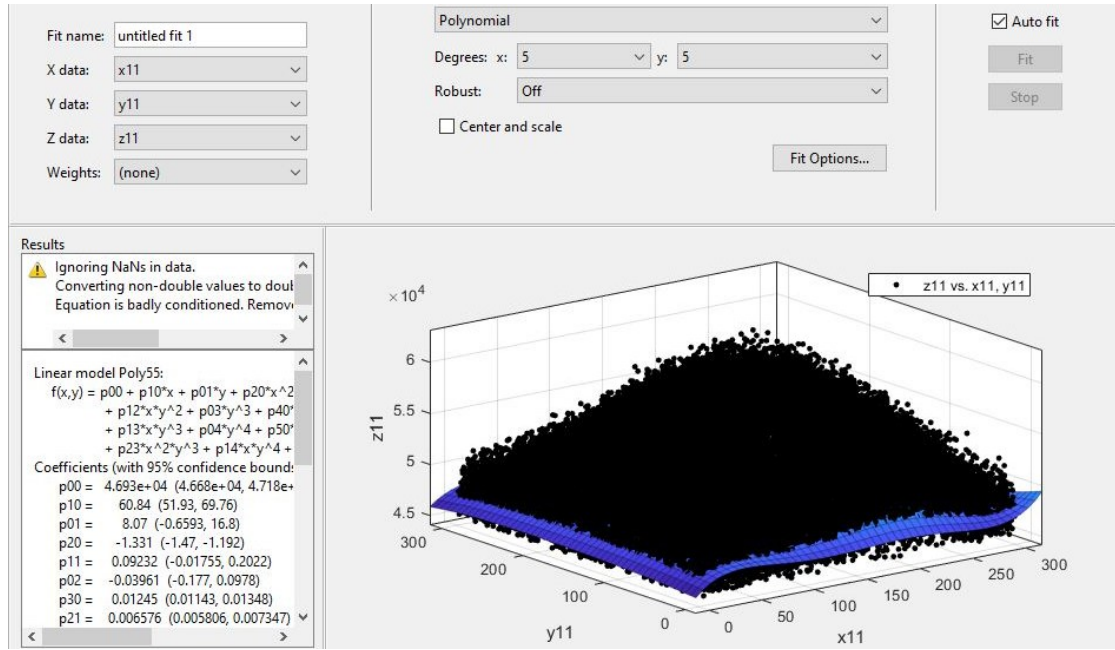 Fit name: untitled fit 1
X data: x11
Y data: y11
Z data: z11
Weights: (none)
Polynomial
Degrees: x: 5 y: 5
Robust: Off
Center and scale
Fit Options...
Auto fit
Fit
Stop
Results
Ignoring NaNs in data.
Converting non-double values to doul
Equation is badly conditioned. Remove
Linear model Poly55:
f(x,y) = p00 + p10*x + p01*y + p20*x^2
+ p12*x*y^2 + p03*y^3 + p40*
+ p13*x*y^3 + p04*y^4 + p50*
+ p23*x^2*y^3 + p14*x*y^4 +
Coefficients (with 95% confidence bounds
p00 = 4.693e+04 (4.668e+04, 4.718e+
p10 = 60.84 (51.93, 69.76)
p01 = 8.07 (-0.6593, 16.8)
p20 = -1.331 (-1.47, -1.192)
p11 = 0.09232 (-0.01755, 0.2022)
p02 = -0.03961 (-0.177, 0.0978)
p30 = 0.01245 (0.01143, 0.01348)
p21 = 0.006576 (0.005806, 0.007347)
×10^4
z11 vs. x11, y11
6
5.5
5
4.5
z11
300
200
100
0
y11
0
50
100
150
200
250
300
x11